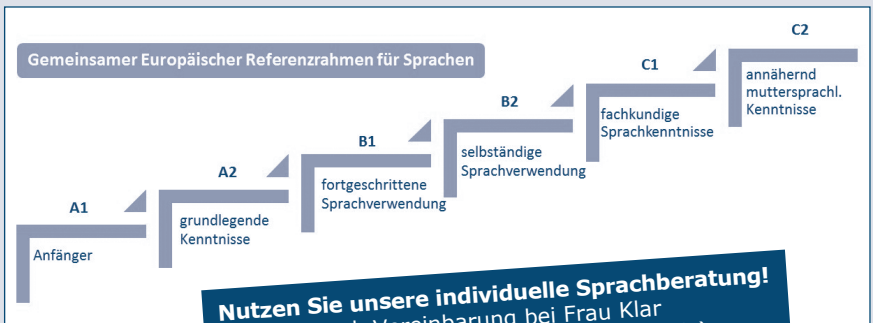 Gemeinsamer Europäischer Referenzrahmen für Sprachen
A1
Anfänger
A2
grundlegende
Kenntnisse
B1
fortgeschrittene
Sprachverwendung
B2
selbständige
Sprachverwendung
C1
fachkundige
Sprachkenntnisse
C2
annähernd
muttersprachl.
Kenntnisse
Nutzen Sie unsere individuelle Sprachberatung!
Vereinbarung bei Frau Klar